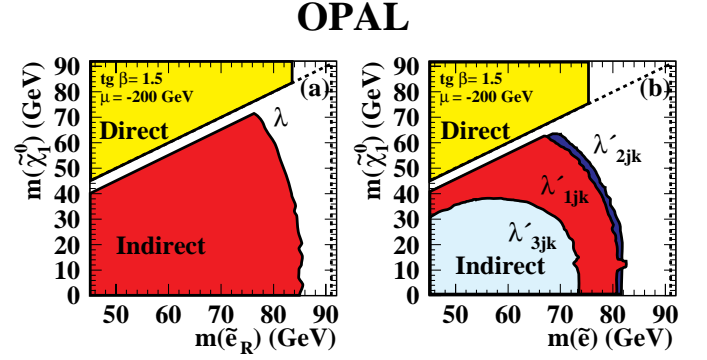 OPAL
m(χ̃₁⁰) (GeV)
90
80
70
60
50
40
30
20
10
0
tg β= 1.5
μ = -200 GeV
(a)
Direct
λ
Indirect
50 60 70 80 90
m(ẽ_R) (GeV)
m(χ̃₁⁰) (GeV)
90
80
70
60
50
40
30
20
10
0
tg β= 1.5
μ = -200 GeV
(b)
Direct
λ´₂jk
λ´₁jk
λ´₃jk
Indirect
50 60 70 80 90
m(ẽ) (GeV)